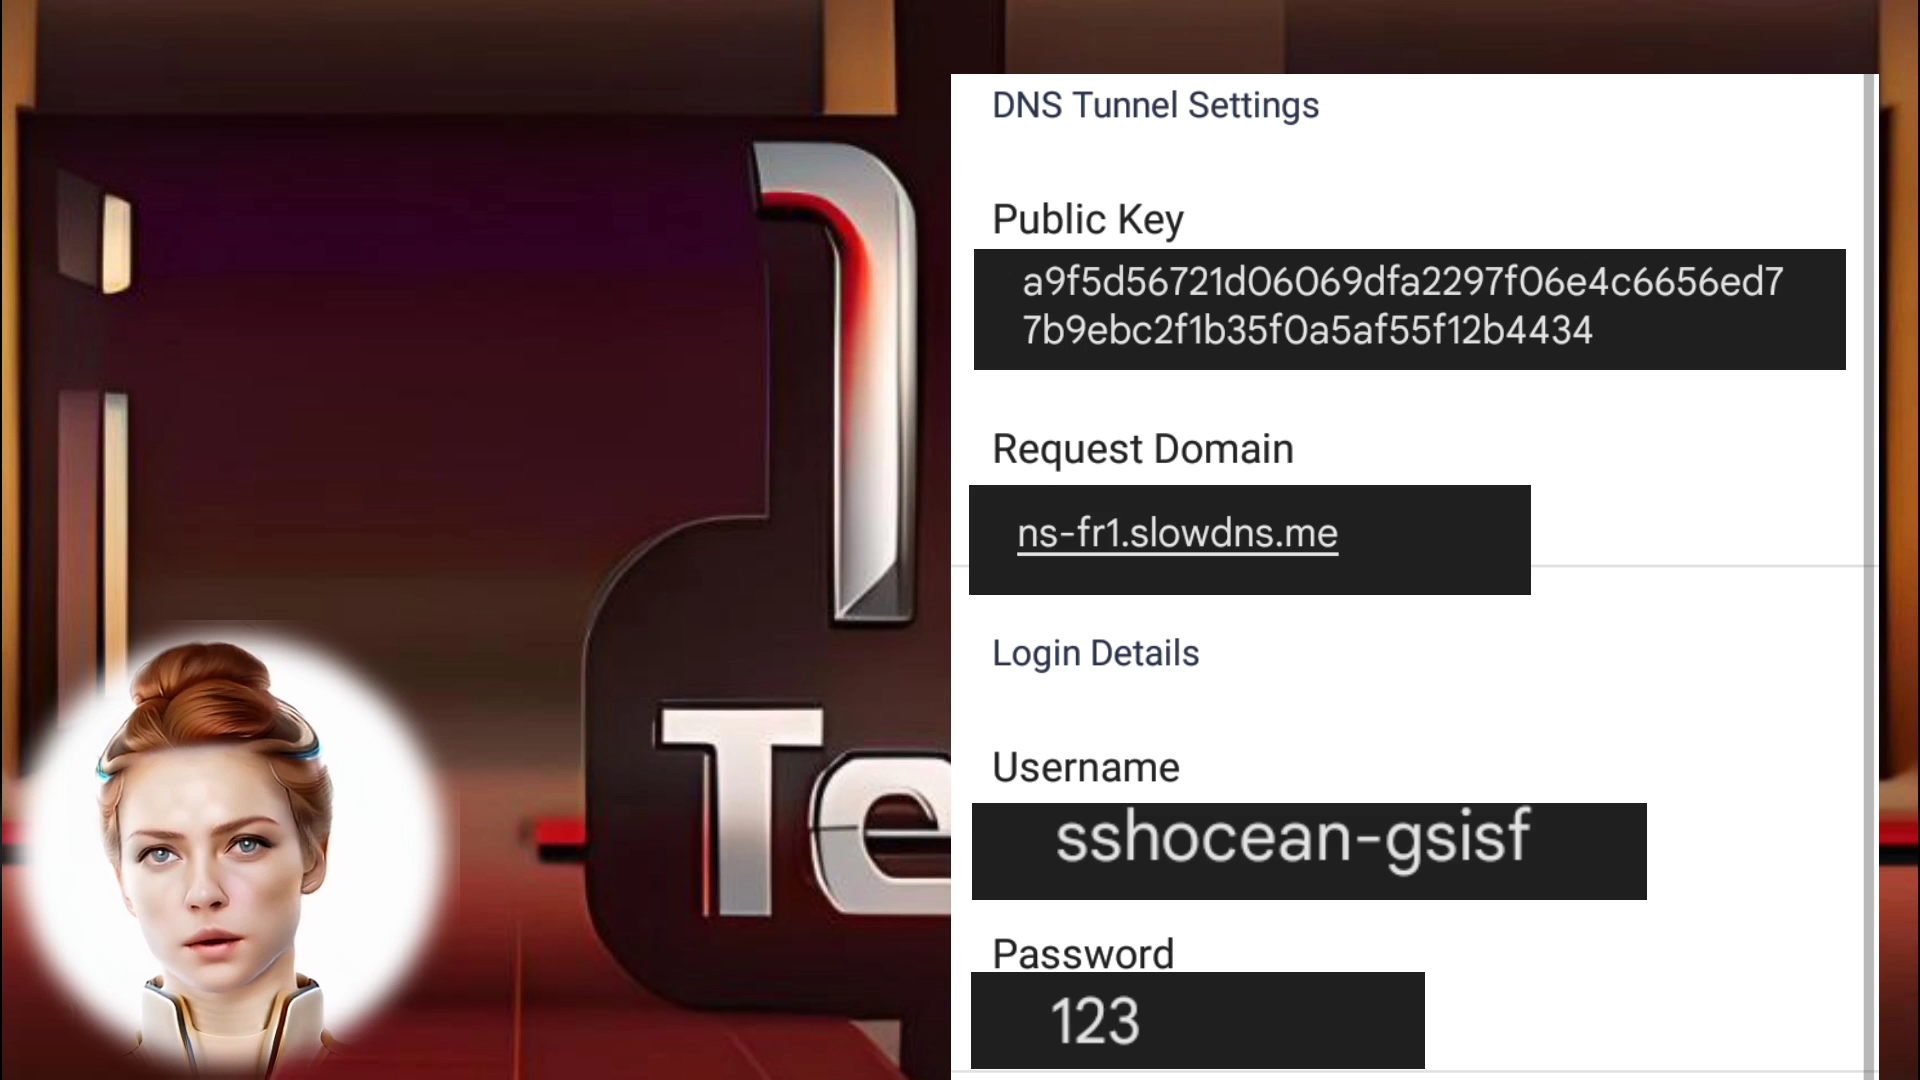 Te
DNS Tunnel Settings
Public Key
a9f5d56721d06069dfa2297f06e4c6656ed7
7b9ebc2f1b35f0a5af55f12b4434
Request Domain
ns-fr1.slowdns.me
Login Details
Username
sshocean-gsisf
Password
123